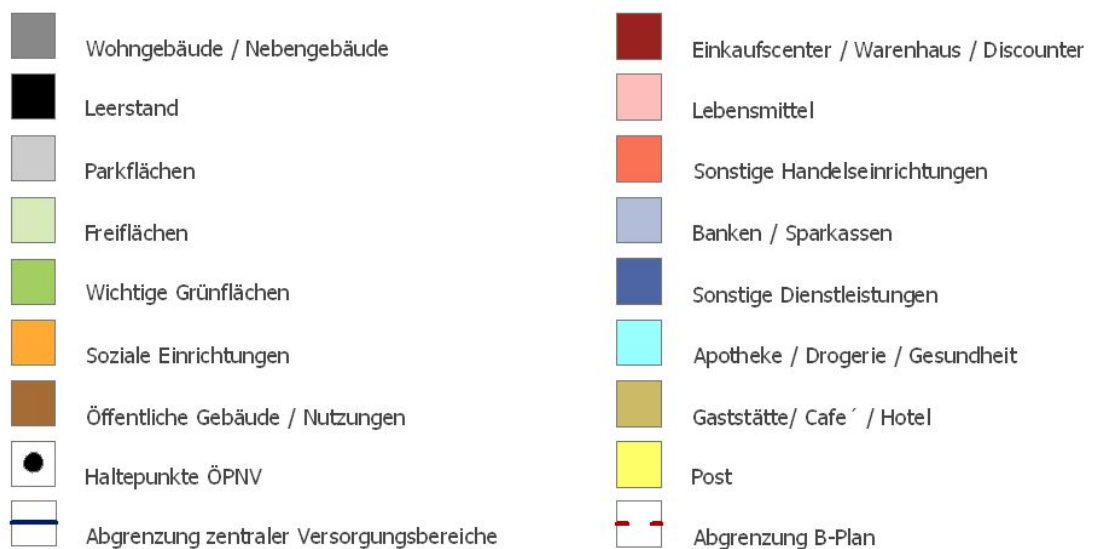 Wohngebäude / Nebengebäude
Leerstand
Parkflächen
Freiflächen
Wichtige Grünflächen
Soziale Einrichtungen
Öffentliche Gebäude / Nutzungen
Haltepunkte ÖPNV
Abgrenzung zentraler Versorgungsbereiche
Einkaufscenter / Warenhaus / Discounter
Lebensmittel
Sonstige Handelseinrichtungen
Banken / Sparkassen
Sonstige Dienstleistungen
Apotheke / Drogerie / Gesundheit
Gaststätte/ Cafe´ / Hotel
Post
Abgrenzung B-Plan